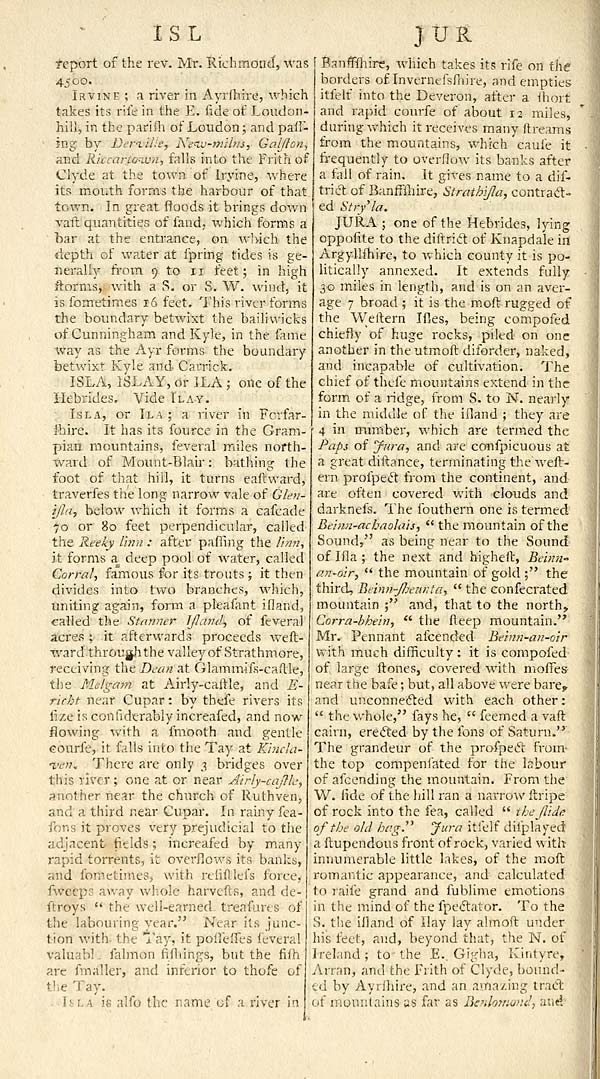 ISL
report of the rev. Mr. Richmond, was
4500.
IRVINE; a river in Ayrſhire, which
takes its riſe in the E. ſide of Loudon-
hill, in the pariſh of Loudon; and paſſ-
ing by Derville, New-milns, Galſton,
and Riccartown, falls into the Frith of
Clyde at the town of Irvine, where
its mouth forms the harbour of that
town. In great floods it brings down
vaſt quantities of ſand, which forms a
bar at the entrance, on which the
depth of water at ſpring tides is ge-
nerally from 9 to 11 feet; in high
ſtorms, with a S. or S. W. wind, it
is ſometimes 16 feet. This river forms
the boundary betwixt the bailiwicks
of Cunningham and Kyle, in the ſame
way as the Ayr forms the boundary
betwixt Kyle and Carrick.
ISLA, ISLAY, or ILA; one of the
Hebrides. Vide ILAY.
ISLA, or ILA; a river in Forfar-
ſhire. It has its ſource in the Gram-
pian mountains, ſeveral miles north-
ward of Mount-Blair: bathing the
foot of that hill, it turns eaſtward,
traverſes the long narrow vale of Glen-
iſla, below which it forms a caſcade
70 or 80 feet perpendicular, called
the Reeky linn: after paſſing the linn,
it forms a deep pool of water, called
Corral, famous for its trouts; it then
divides into two branches, which,
uniting again, form a pleaſant iſland,
called the Stanner Iſland, of ſeveral
acres; it afterwards proceeds weſt-
ward through the valley of Strathmore,
receiving the Dean at Glammiſs-caſtle,
the Melgam at Airly-caſtle, and E-
richt near Cupar: by theſe rivers its
ſize is conſiderably increaſed, and now
flowing with a ſmooth and gentle
courſe, it falls into the Tay at Kincla-
ven. There are only 3 bridges over
this river; one at or near Airly-caſtle,
another near the church of Ruthven,
and a third near Cupar. In rainy ſea-
ſons it proves very prejudicial to the
adjacent fields; increaſed by many
rapid torrents, it overflows its banks,
and ſometimes, with reſiſtleſs force,
ſweeps away whole harveſts, and de-
ſtroys " the well-earned treaſures of
the labouring year." Near its junc-
tion with the Tay, it poſſeſſes ſeveral
valuabl. ſalmon fiſhings, but the fiſh
are ſmaller, and inferior to thoſe of
the Tay.
ISLA is alſo the name of a river in
JUR
Banffſhire, which takes its riſe on the
borders of Inverneſsſhire, and empties
itſelf into the Deveron, after a ſhort
and rapid courſe of about 12 miles,
during which it receives many ſtreams
from the mountains, which cauſe it
frequently to overflow its banks after
a fall of rain. It gives name to a diſ-
trict of Banffſhire, Strathiſla, contract-
ed Stry'la.
JURA; one of the Hebrides, lying
oppoſite to the diſtrict of Knapdale in
Argyllſhire, to which county it is po-
litically annexed. It extends fully
30 miles in length, and is on an aver-
age 7 broad; it is the moſt rugged of
the Weſtern Iſles, being compoſed
chiefly of huge rocks, piled on one
another in the utmoſt diſorder, naked,
and incapable of cultivation. The
chief of theſe mountains extend in the
form of a ridge, from S. to N. nearly
in the middle of the iſland; they are
4 in number, which are termed the
Paps of Jura, and are conſpicuous at
a great diſtance, terminating the weſt-
ern proſpect from the continent, and
are often covered with clouds and
darkneſs. The ſouthern one is termed
Beinn-achaolais, " the mountain of the
Sound," as being near to the Sound
of Iſla; the next and higheſt, Beinn-
an-oir, " the mountain of gold;" the
third, Beinn-ſheunta, " the conſecrated
mountain;" and, that to the north,
Corra-bhein, " the ſteep mountain."
Mr. Pennant aſcended Beinn-an-oir
with much difficulty: it is compoſed
of large ſtones, covered with moſſes
near the baſe; but, all above were bare,
and unconnected with each other:
" the whole," ſays he, " ſeemed a vaſt
cairn, erected by the ſons of Saturn."
The grandeur of the proſpect from
the top compenſated for the labour
of aſcending the mountain. From the
W. ſide of the hill ran a narrow ſtripe
of rock into the ſea, called " the ſlide
of the old hag." Jura itſelf diſplayed
a ſtupendous front of rock, varied with
innumerable little lakes, of the moſt
romantic appearance, and calculated
to raiſe grand and ſublime emotions
in the mind of the ſpectator. To the
S. the iſland of Ilay lay almoſt under
his feet, and, beyond that, the N. of
Ireland; to the E. Gigha, Kintyre,
Arran, and the Frith of Clyde, bound-
ed by Ayrſhire, and an amazing tract
of mountains as far as Benlomond, and